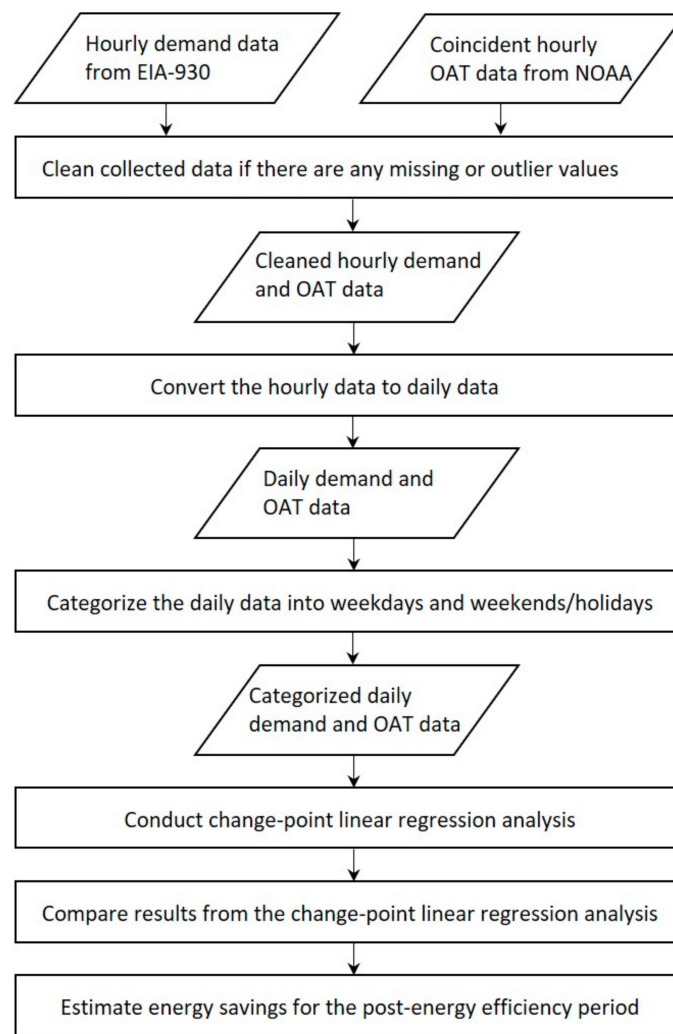 Hourly demand data
from EIA-930
Coincident hourly
OAT data from NOAA
Clean collected data if there are any missing or outlier values
Cleaned hourly demand
and OAT data
Convert the hourly data to daily data
Daily demand and
OAT data
Categorize the daily data into weekdays and weekends/holidays
Categorized daily
demand and OAT data
Conduct change-point linear regression analysis
Compare results from the change-point linear regression analysis
Estimate energy savings for the post-energy efficiency period